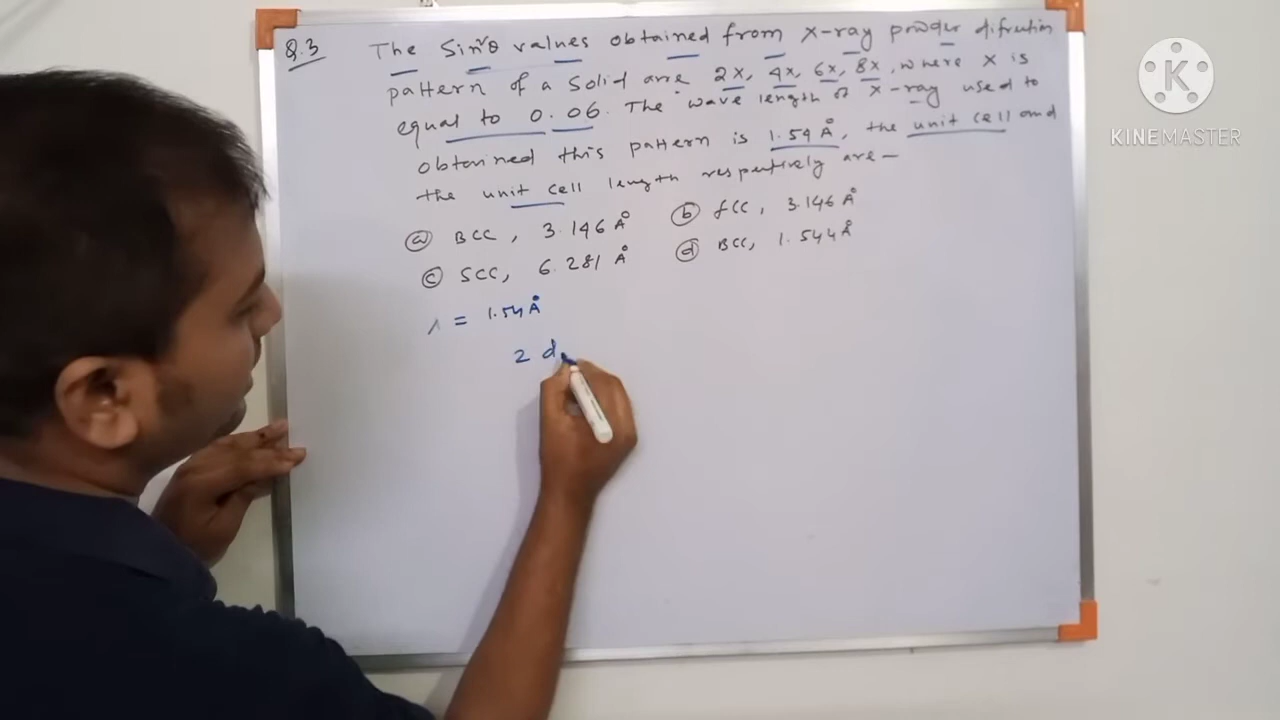 Q.3 The Sin²θ values obtained from X-ray powder difraction
pattern of a solid are 2x, 4x, 6x, 8x, where x is
equal to 0.06. The wave length of X-ray used to
obtained this pattern is 1.54 Å, the unit cell and
the unit cell length respectively are—
(a) BCC, 3.146 Å (b) FCC, 3.146 Å
(c) SCC, 6.281 Å (d) BCC, 1.544 Å
λ = 1.54 Å
2 d
K
KINEMASTER